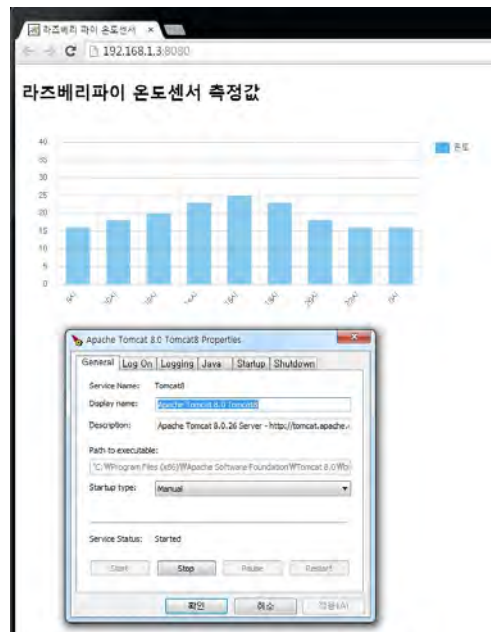 라즈베리 파이 온도센서
192.168.1.3:8080
라즈베리파이 온도센서 측정값
40
35
30
25
20
15
10
5
0
온도
Apache Tomcat 8.0 Tomcat8 Properties
General Log On Logging Java Startup Shutdown
Service Name: Tomcat8
Display name: Apache Tomcat 8.0 Tomcat8
Description: Apache Tomcat 8.0.26 Server - http://tomcat.apache.
Path to executable:
Startup type: Manual
Service Status: Started
Start Stop Pause Restart
확인 취소 적용(A)